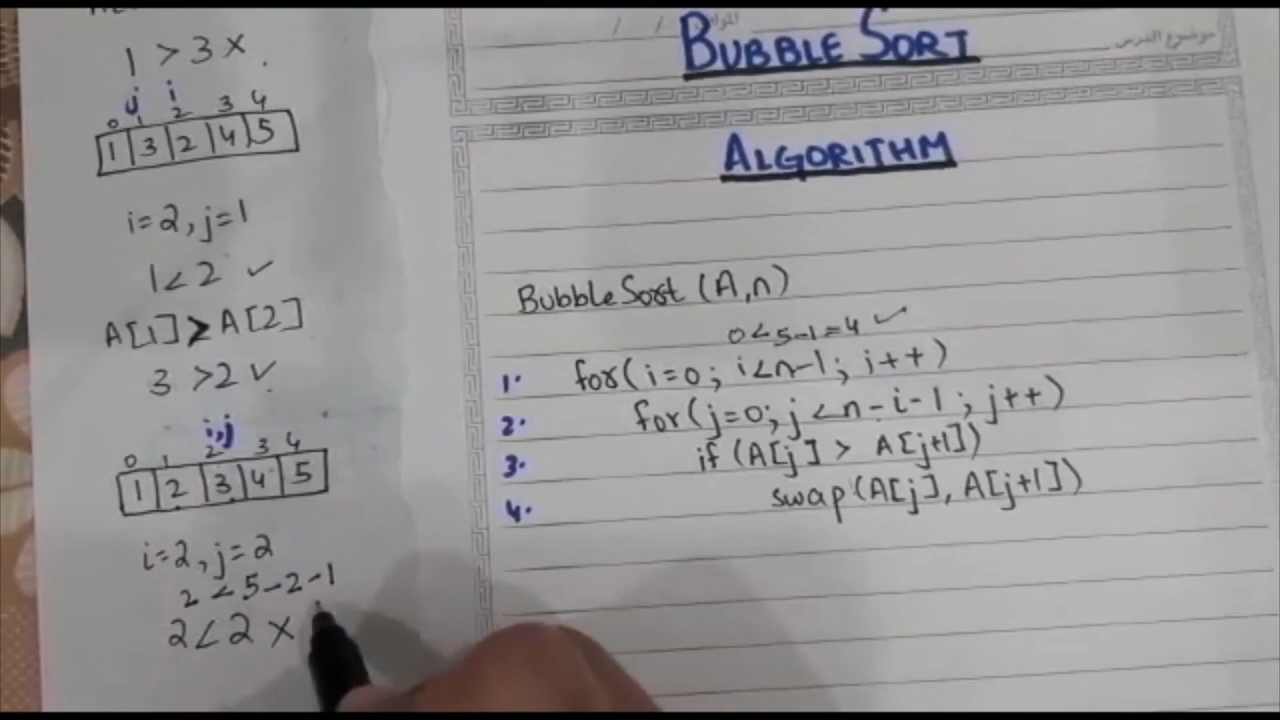 1 > 3 ×
j i
0 1 2 3 4
1 3 2 4 5
i=2, j=1
1<2 ✓
A[1] > A[2]
3 >2 ✓
i,j
0 1 2 3 4
1 2 3 4 5
i=2, j=2
2 < 5-2-1
2<2 ×
/ /
موضوع الدرس
BUBBLE SORT
ALGORITHM
BubbleSort (A,n)
0<5-1=4 ✓
1. for(i=0; i<n-1; i++)
2. for(j=0; j<n-i-1; j++)
3. if (A[j] > A[j+1])
4. swap(A[j], A[j+1])